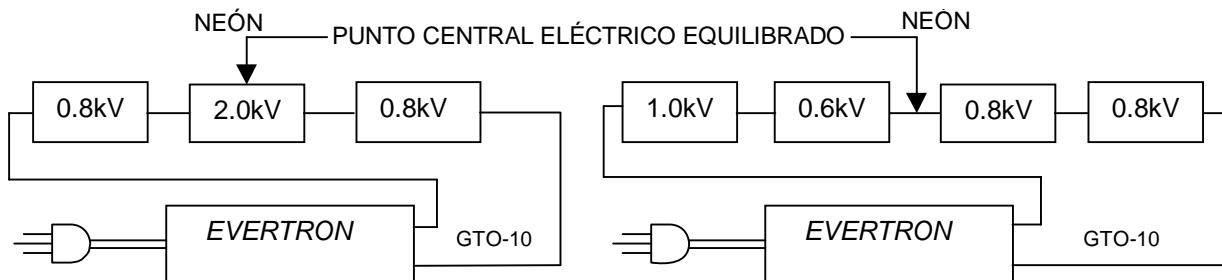 NEÓN
PUNTO CENTRAL ELÉCTRICO EQUILIBRADO
NEÓN
0.8kV
2.0kV
0.8kV
1.0kV
0.6kV
0.8kV
0.8kV
EVERTRON
GTO-10
EVERTRON
GTO-10